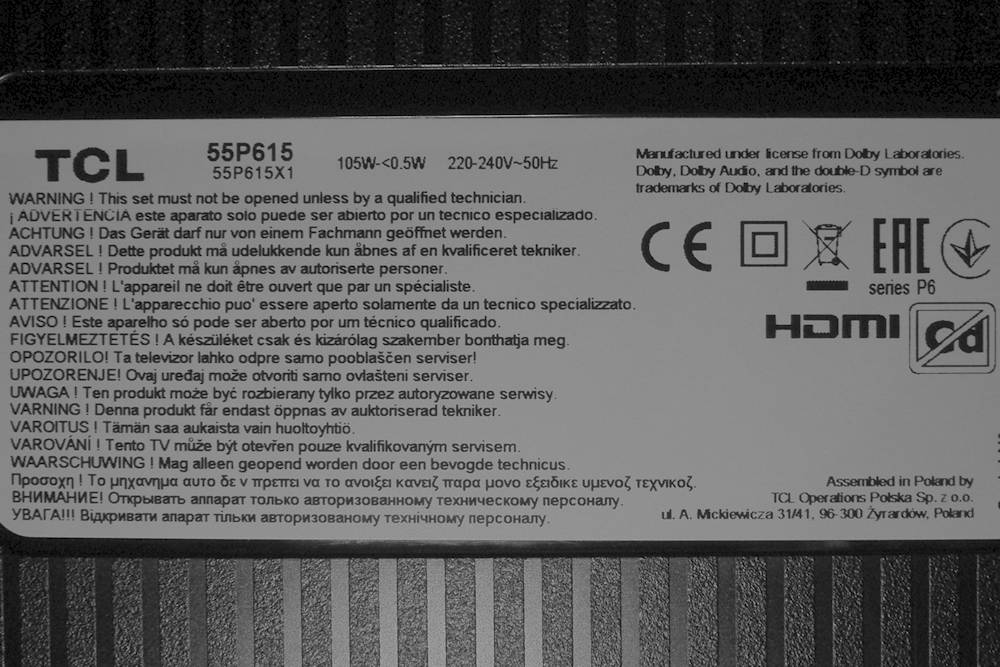 TCL
55P615
55P615X1
105W-<0.5W 220-240V~50Hz
WARNING ! This set must not be opened unless by a qualified technician.
¡ ADVERTENCIA este aparato solo puede ser abierto por un tecnico especializado.
ACHTUNG ! Das Gerät darf nur von einem Fachmann geöffnet werden.
ADVARSEL ! Dette produkt må udelukkende kun åbnes af en kvalificeret tekniker.
ADVARSEL ! Produktet må kun åpnes av autoriserte personer.
ATTENTION ! L'appareil ne doit être ouvert que par un spécialiste.
ATTENZIONE ! L'apparecchio puo' essere aperto solamente da un tecnico specializzato.
AVISO ! Este aparelho só pode ser aberto por um técnico qualificado.
FIGYELMEZTETÉS ! A készüléket csak és kizárólag szakember bonthatja meg.
OPOZORILO! Ta televizor lahko odpre samo pooblaščen serviser!
UPOZORENJE! Ovaj uređaj može otvoriti samo ovlašteni serviser.
UWAGA ! Ten produkt może być rozbierany tylko przez autoryzowane serwisy.
VARNING ! Denna produkt får endast öppnas av auktoriserad tekniker.
VAROITUS ! Tämän saa aukaista vain huoltoyhtiö.
VAROVÁNÍ ! Tento TV může být otevřen pouze kvalifikovaným servisem.
WAARSCHUWING ! Mag alleen geopend worden door een bevogde technicus.
Προσοχη ! Το μηχανημα αυτο δε ν πρεπει να το ανοιξει κανειζ παρα μονο εξειδικε υμενοζ τεχνικοζ.
ВНИМАНИЕ! Открывать аппарат только авторизованному техническому персоналу.
УВАГА!!! Відкривати апарат тільки авторизованому технічному персоналу.
Manufactured under license from Dolby Laboratories.
Dolby, Dolby Audio, and the double-D symbol are
trademarks of Dolby Laboratories.
CE EAC
series P6
HDMI Cd
Assembled in Poland by
TCL Operations Polska Sp. z o.o.
ul. A. Mickiewicza 31/41, 96-300 Żyrardów, Poland